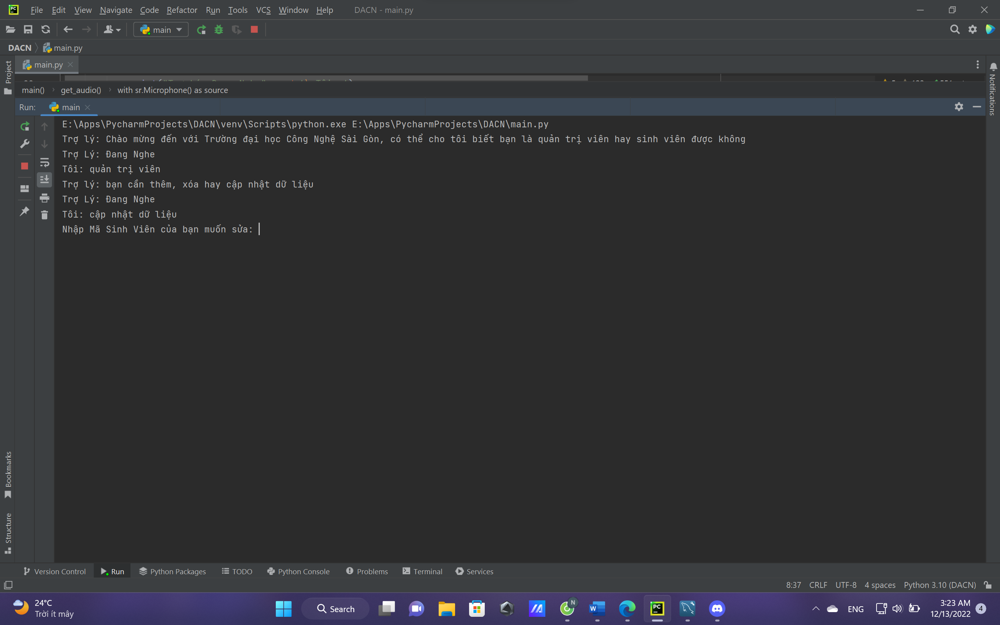 PC File Edit View Navigate Code Refactor Run Tools VCS Window Help DACN - main.py
main
DACN main.py
Project
main.py
main() get_audio() with sr.Microphone() as source
Notifications
Run: main
E:\Apps\PycharmProjects\DACN\venv\Scripts\python.exe E:\Apps\PycharmProjects\DACN\main.py
Trợ lý: Chào mừng đến với Trường đại học Công Nghệ Sài Gòn, có thể cho tôi biết bạn là quản trị viên hay sinh viên được không
Trợ Lý: Đang Nghe
Tôi: quản trị viên
Trợ lý: bạn cần thêm, xóa hay cập nhật dữ liệu
Trợ Lý: Đang Nghe
Tôi: cập nhật dữ liệu
Nhập Mã Sinh Viên của bạn muốn sửa:
Bookmarks
Structure
Version Control Run Python Packages TODO Python Console Problems Terminal Services
8:37 CRLF UTF-8 4 spaces Python 3.10 (DACN)
24°C
Trời ít mây
Search
N
W
PC
ENG
3:23 AM
12/13/2022
4